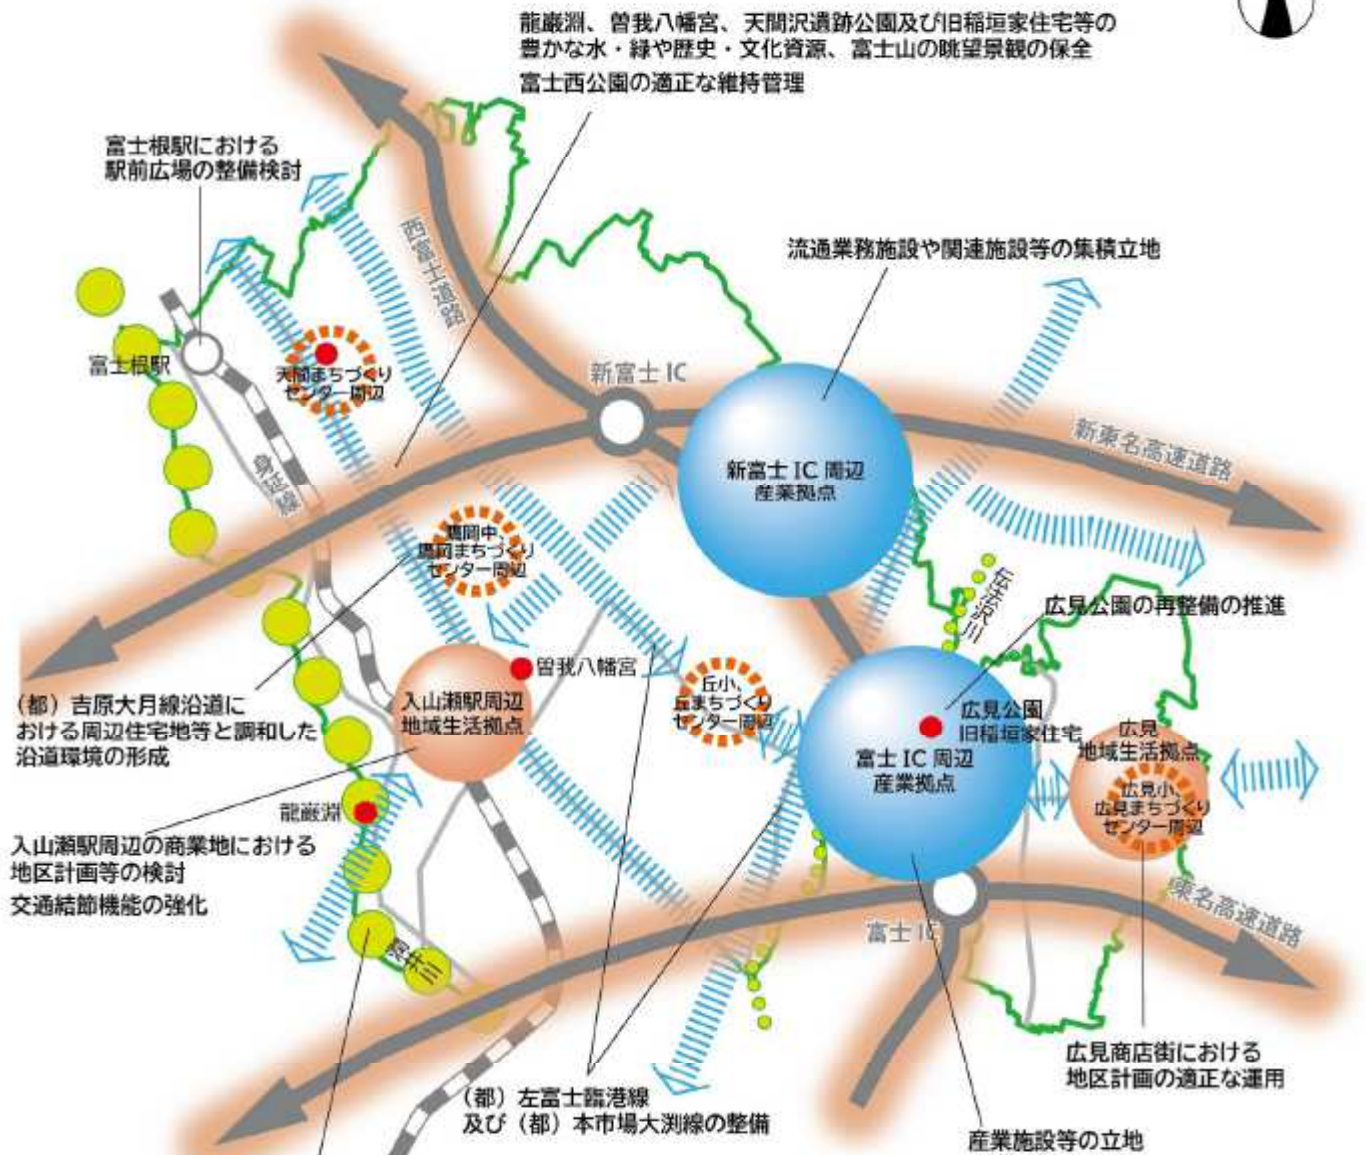 龍巌淵、曽我八幡宮、天間沢遺跡公園及び旧稲垣家住宅等の
豊かな水・緑や歴史・文化資源、富士山の眺望景観の保全
富士西公園の適正な維持管理
富士根駅における
駅前広場の整備検討
西富士道路
流通業務施設や関連施設等の集積立地
富士根駅
天間まちづくり
センター周辺
新富士 IC
新東名高速道路
身延線
新富士 IC 周辺
産業拠点
鷹岡中、
鷹岡まちづくり
センター周辺
伝法沢川
広見公園の再整備の推進
曽我八幡宮
入山瀬駅周辺
地域生活拠点
丘小、
丘まちづくり
センター周辺
広見公園
旧稲垣家住宅
富士 IC 周辺
産業拠点
広見
地域生活拠点
広見小、
広見まちづくり
センター周辺
(都)吉原大月線沿道に
おける周辺住宅地等と調和した
沿道環境の形成
龍巌淵
入山瀬駅周辺の商業地における
地区計画等の検討
交通結節機能の強化
潤井川
富士 IC
東名高速道路
広見商店街における
地区計画の適正な運用
(都)左富士臨港線
及び(都)本市場大渕線の整備
産業施設等の立地